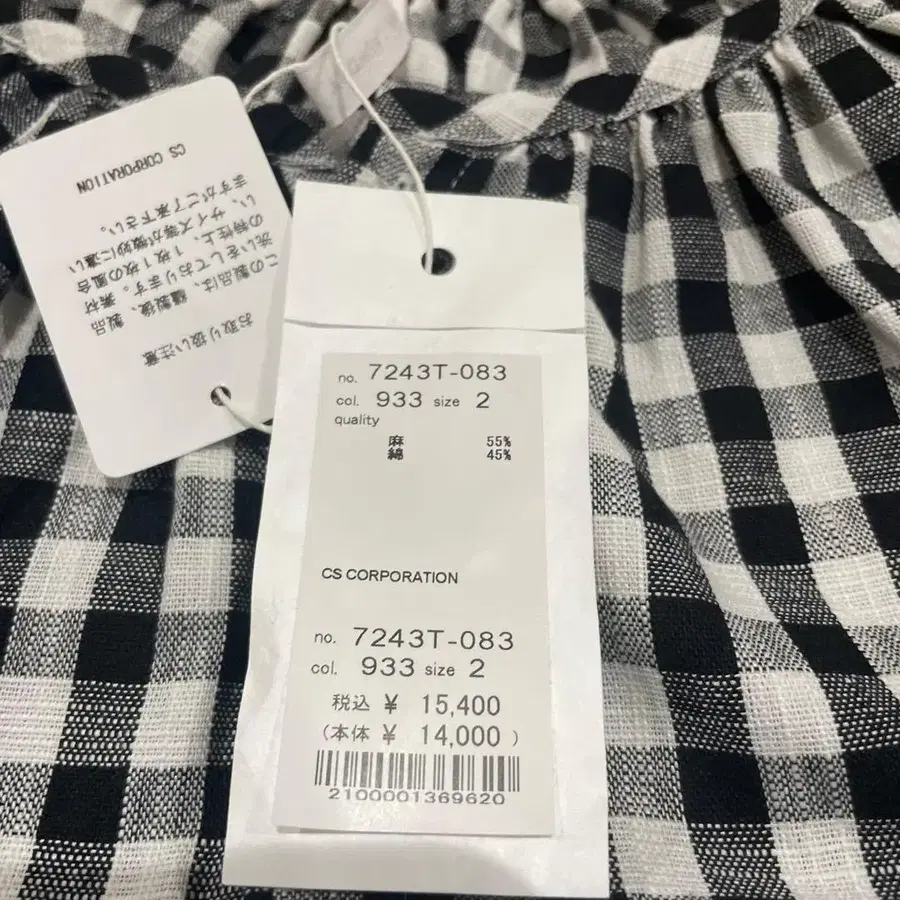 お取り扱い注意
この製品は、縫製後、製品
洗いをしております。素材
の特性上、1枚1枚の風合
い、サイズ等が微妙に違い
ますがご了承下さい。
CS CORPORATION
no. 7243T-083
col. 933 size 2
quality
麻 55%
綿 45%
CS CORPORATION
no. 7243T-083
col. 933 size 2
税込 ¥ 15,400
(本体 ¥ 14,000 )
2100001369620